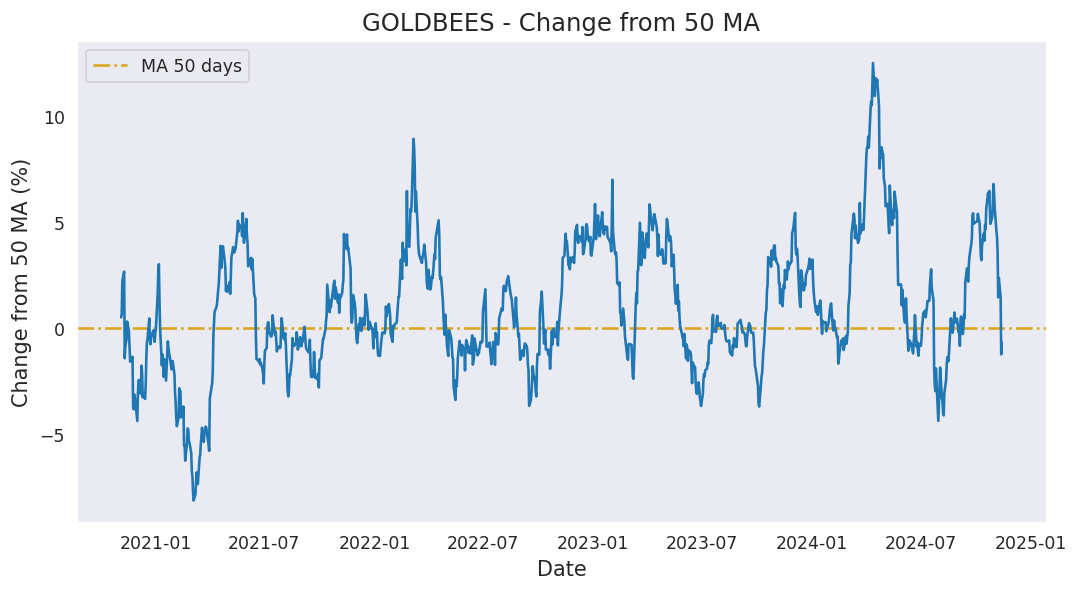 GOLDBEES - Change from 50 MA
MA 50 days
Change from 50 MA (%)
10
5
0
−5
2021-01 2021-07 2022-01 2022-07 2023-01 2023-07 2024-01 2024-07 2025-01
Date